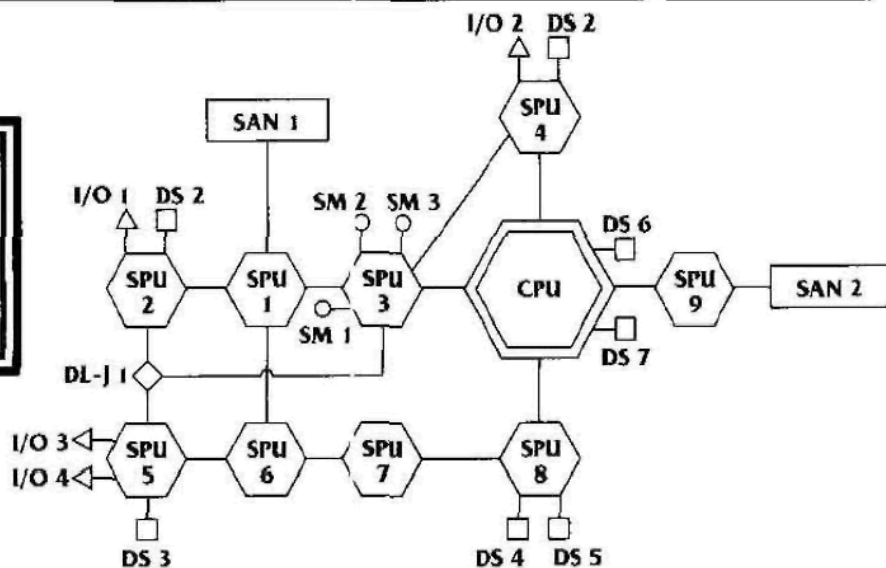 I/O 2 DS 2
SPU
4
SAN 1
I/O 1 DS 2
SM 2 SM 3
DS 6
SPU
2
SPU
1
SPU
3
CPU
SPU
9
SAN 2
SM 1
DS 7
DL-J 1
I/O 3
I/O 4
SPU
5
SPU
6
SPU
7
SPU
8
DS 3
DS 4 DS 5